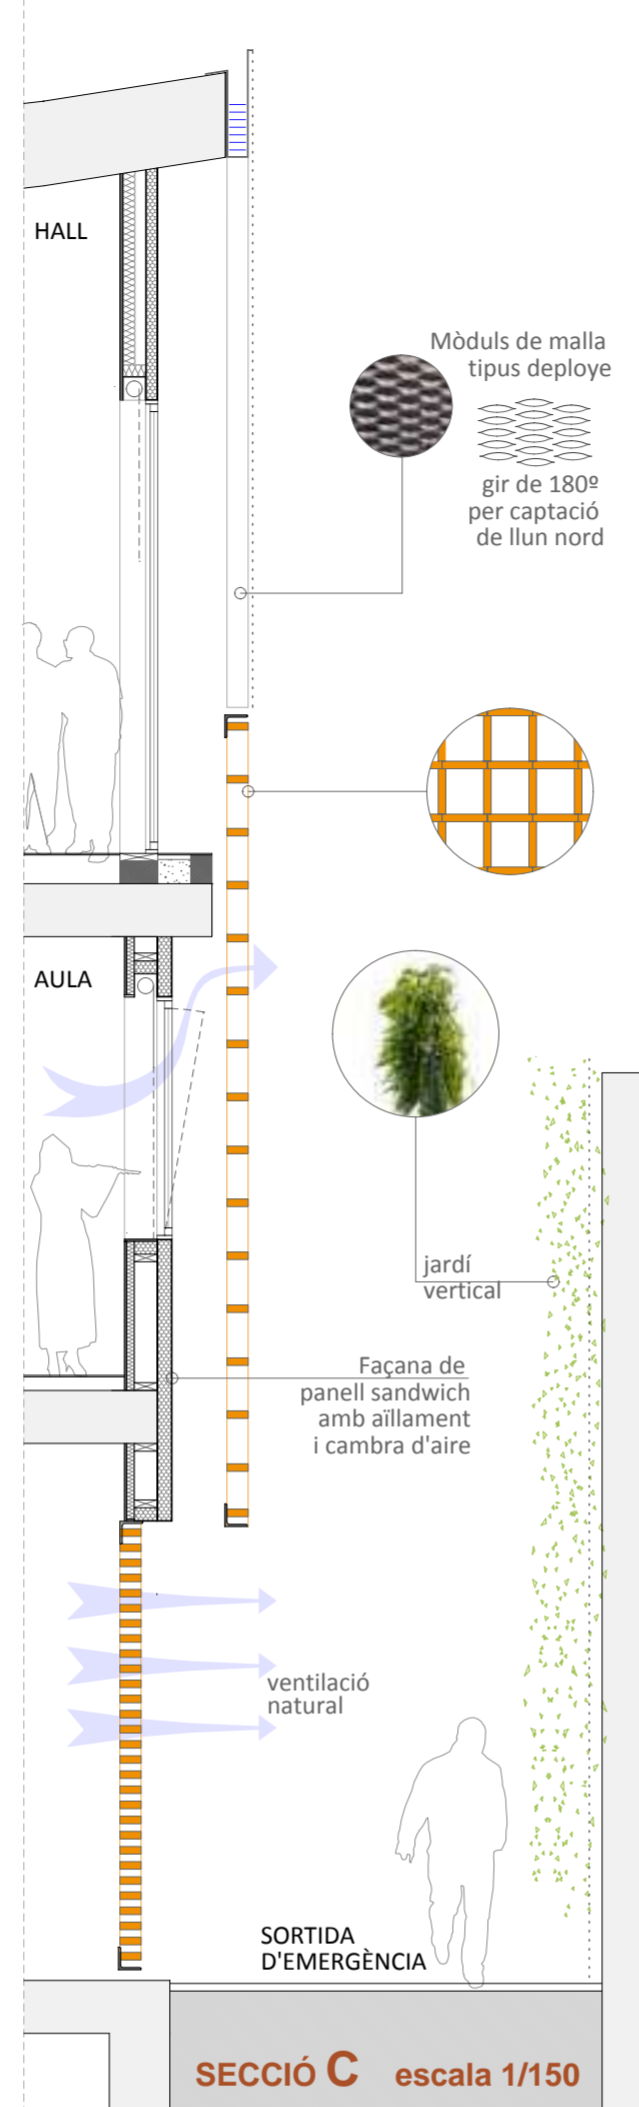 HALL
Mòduls de malla
tipus deploye
gir de 180º
per captació
de llun nord
AULA
jardí
vertical
Façana de
panell sandwich
amb aïllament
i cambra d'aire
ventilació
natural
SORTIDA
D'EMERGÈNCIA
SECCIÓ C escala 1/150